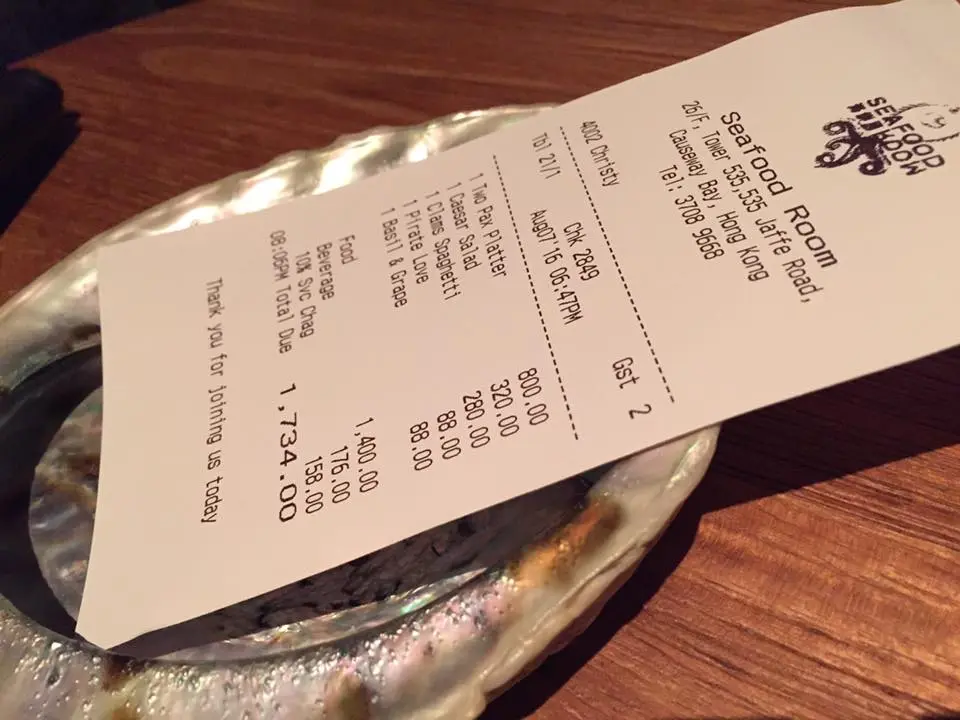 SEAFOOD
ROOM
Seafood Room
26/F, Tower 535,535 Jaffe Road,
Causeway Bay, Hong Kong
Tel: 3708 9668
4002 Christy
Tbl 21/1 Chk 2849 Gst 2
Aug07'16 06:47PM
1 Two Pax Platter 800.00
1 Caesar Salad 320.00
1 Clams Spaghetti 280.00
1 Pirate Love 88.00
1 Basil & Grape 88.00
Food 1,400.00
Beverage 176.00
10% Svc Chag 158.00
08:06PM Total Due 1,734.00
Thank you for joining us today